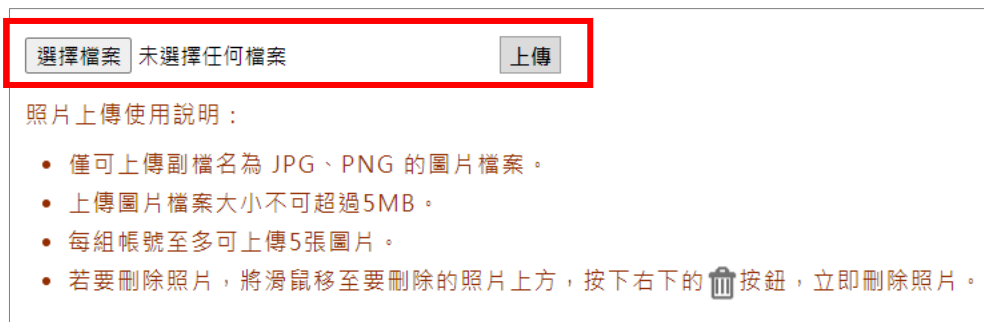 選擇檔案 未選擇任何檔案 上傳
照片上傳使用說明：
• 僅可上傳副檔名為 JPG、PNG 的圖片檔案。
• 上傳圖片檔案大小不可超過5MB。
• 每組帳號至多可上傳5張圖片。
• 若要刪除照片，將滑鼠移至要刪除的照片上方，按下右下的按鈕，立即刪除照片。